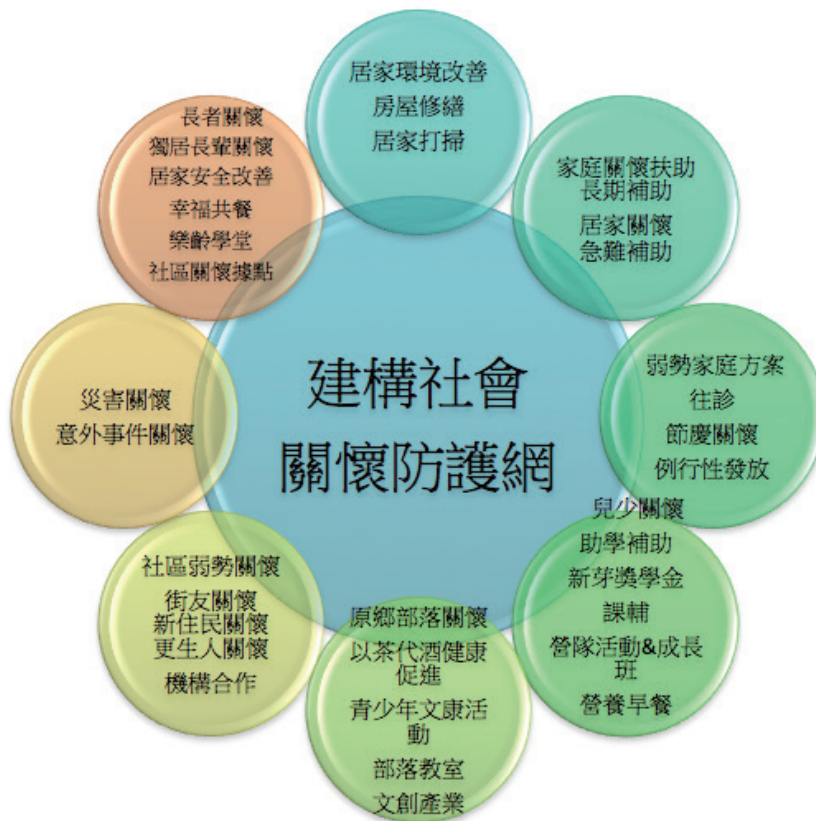 建構社會
關懷防護網
居家環境改善
房屋修繕
居家打掃
家庭關懷扶助
長期補助
居家關懷
急難補助
弱勢家庭方案
往診
節慶關懷
例行性發放
兒少關懷
助學補助
新芽獎學金
課輔
營隊活動&成長
班
營養早餐
原鄉部落關懷
以茶代酒健康
促進
青少年文康活
動
部落教室
文創產業
社區弱勢關懷
街友關懷
新住民關懷
更生人關懷
機構合作
災害關懷
意外事件關懷
長者關懷
獨居長輩關懷
居家安全改善
幸福共餐
樂齡學堂
社區關懷據點